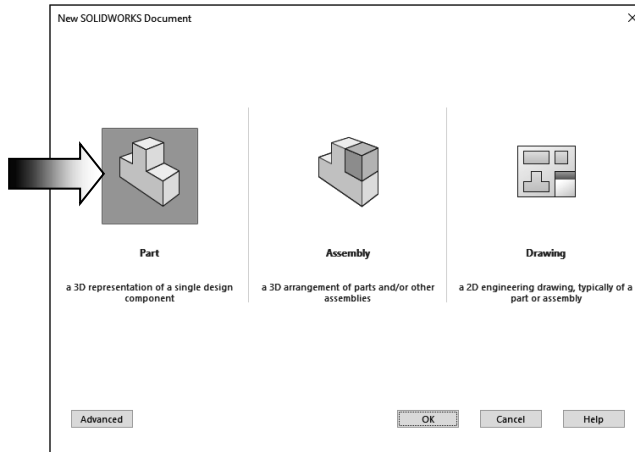 New SOLIDWORKS Document
Part
a 3D representation of a single design
component
Assembly
a 3D arrangement of parts and/or other
assemblies
Drawing
a 2D engineering drawing, typically of a
part or assembly
Advanced
OK
Cancel
Help